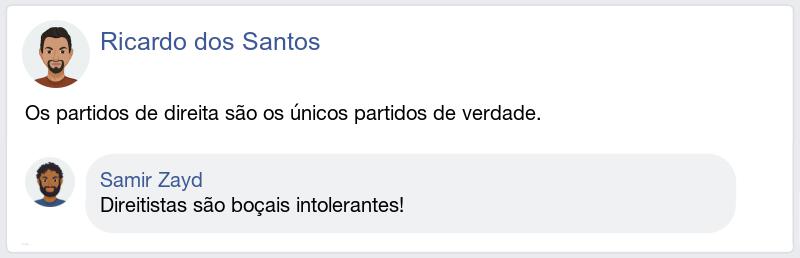 Ricardo dos Santos
Os partidos de direita são os únicos partidos de verdade.
Samir Zayd
Direitistas são boçais intolerantes!